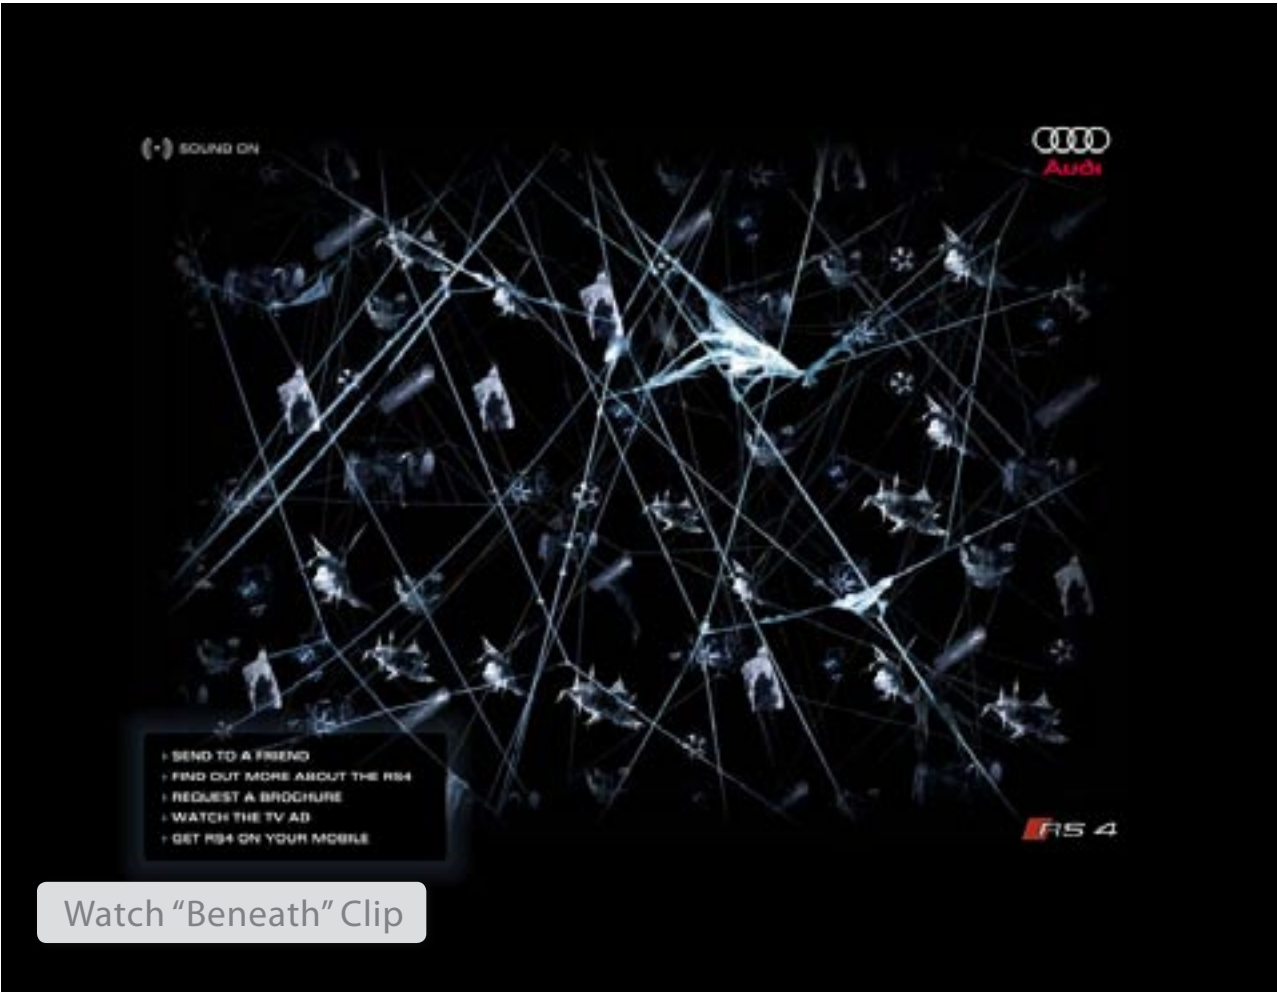 SOUND ON
Audi
SEND TO A FRIEND
FIND OUT MORE ABOUT THE RS4
REQUEST A BROCHURE
WATCH THE TV AD
GET RS4 ON YOUR MOBILE
RS 4
Watch “Beneath” Clip